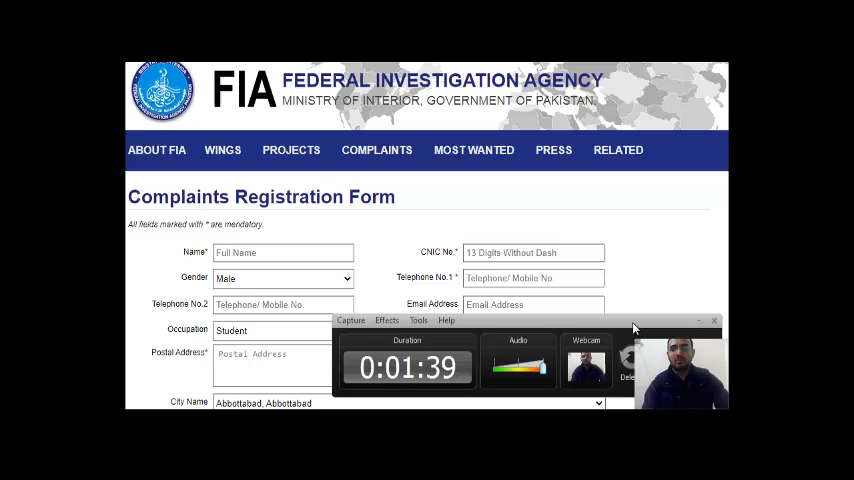 FIA FEDERAL INVESTIGATION AGENCY
MINISTRY OF INTERIOR, GOVERNMENT OF PAKISTAN.
ABOUT FIA WINGS PROJECTS COMPLAINTS MOST WANTED PRESS RELATED
Complaints Registration Form
All fields marked with * are mandatory.
Name* Full Name CNIC No.* 13 Digits Without Dash
Gender Male Telephone No.1 * Telephone/ Mobile No.
Telephone No.2 Telephone/ Mobile No. Email Address Email Address
Capture Effects Tools Help
Occupation Student
Duration Audio Webcam
Postal Address* Postal Address
0:01:39
City Name Abbottabad, Abbottabad